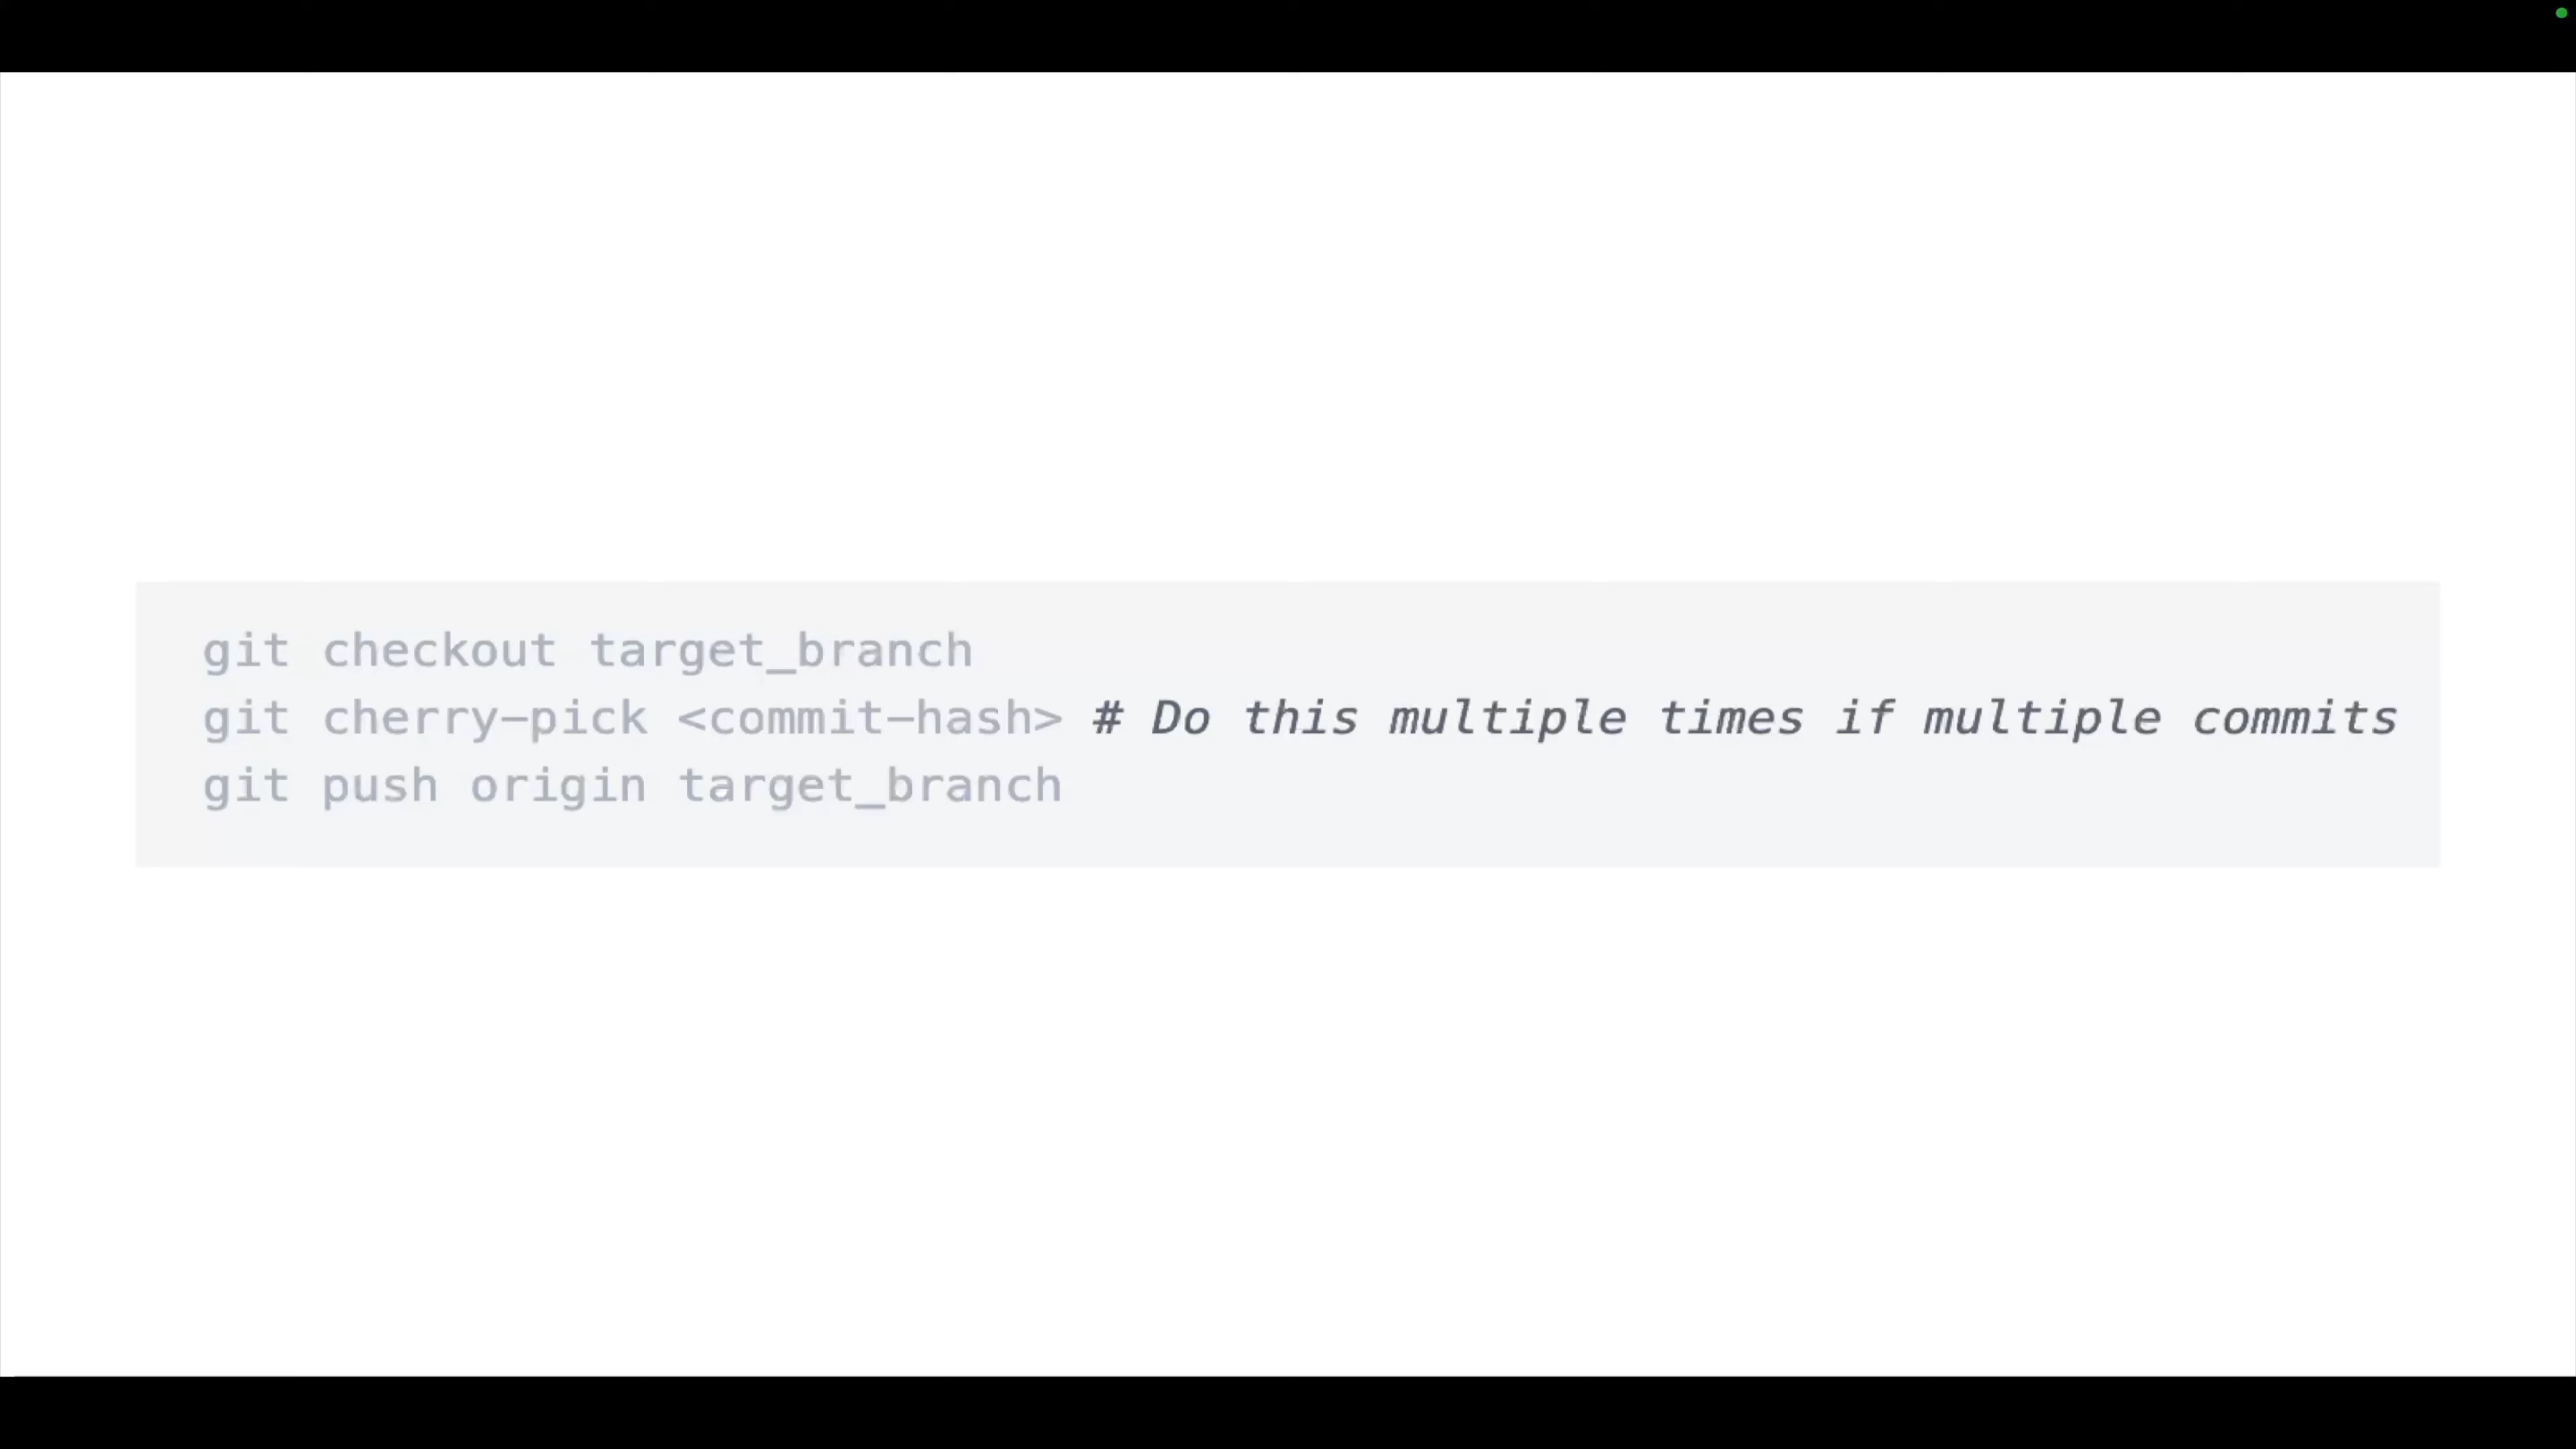 git checkout target_branch
git cherry-pick <commit-hash> # Do this multiple times if multiple commits
git push origin target_branch